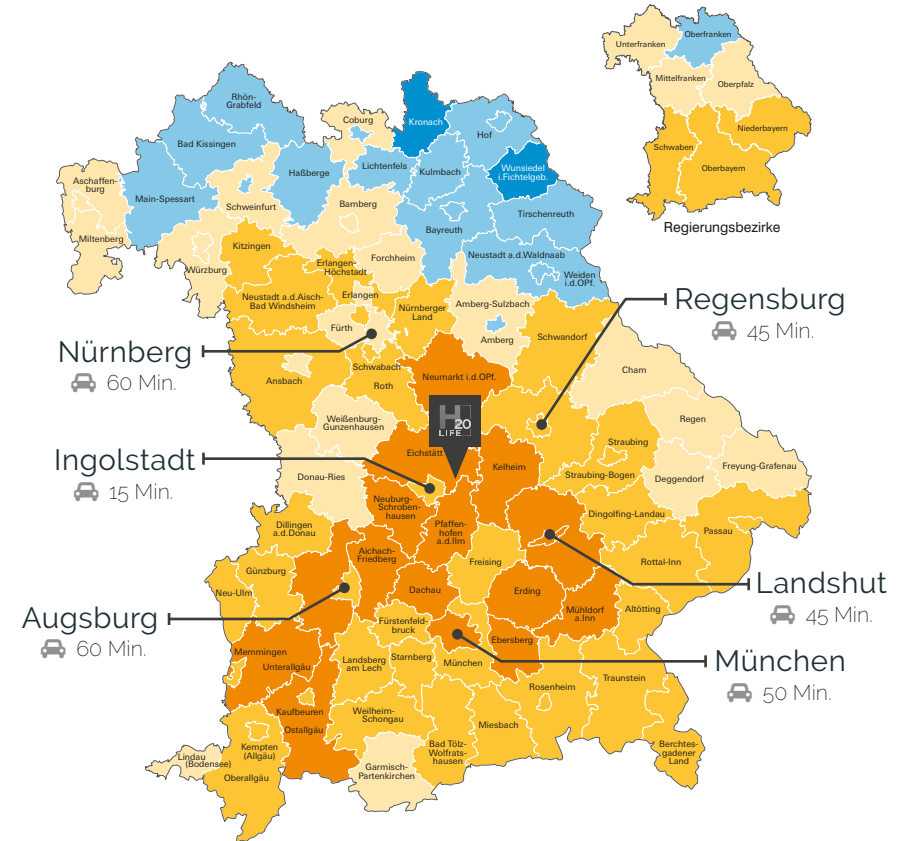 Oberfranken
Unterfranken
Mittelfranken
Oberpfalz
Niederbayern
Schwaben
Oberbayern
Regierungsbezirke
Rhön-
Grabfeld
Coburg
Kronach
Hof
Bad Kissingen
Lichtenfels
Kulmbach
Wunsiedel
i.Fichtelgeb.
Haßberge
Aschaffen-
burg
Main-Spessart
Schweinfurt
Bamberg
Tirschenreuth
Miltenberg
Bayreuth
Kitzingen
Forchheim
Neustadt a.d.Waldnaab
Würzburg
Erlangen-
Höchstadt
Weiden
i.d.OPf.
Neustadt a.d.Aisch-
Bad Windsheim
Erlangen
Nürnberger
Land
Amberg-Sulzbach
Regensburg
45 Min.
Fürth
Amberg
Schwandorf
Nürnberg
60 Min.
Schwabach
Roth
Ansbach
Neumarkt i.d.OPf.
Cham
H
20
LIFE
Weißenburg-
Gunzenhausen
Regen
Straubing
Ingolstadt
15 Min.
Eichstätt
Kelheim
Freyung-Grafenau
Donau-Ries
Straubing-Bogen
Deggendorf
Neuburg-
Schroben-
hausen
Dillingen
a.d.Donau
Pfaffen-
hofen
a.d.Ilm
Dingolfing-Landau
Passau
Aichach-
Friedberg
Freising
Rottal-Inn
Günzburg
Neu-Ulm
Dachau
Erding
Landshut
45 Min.
Augsburg
60 Min.
Mühldorf
a.Inn
Altötting
Fürstenfeld-
bruck
Ebersberg
Memmingen
Unterallgäu
Landsberg
am Lech
Starnberg
München
München
50 Min.
Traunstein
Rosenheim
Kaufbeuren
Ostallgäu
Weilheim-
Schongau
Miesbach
Lindau
(Bodensee)
Kempten
(Allgäu)
Oberallgäu
Garmisch-
Partenkirchen
Bad Tölz-
Wolfrats-
hausen
Berchtes-
gadener
Land